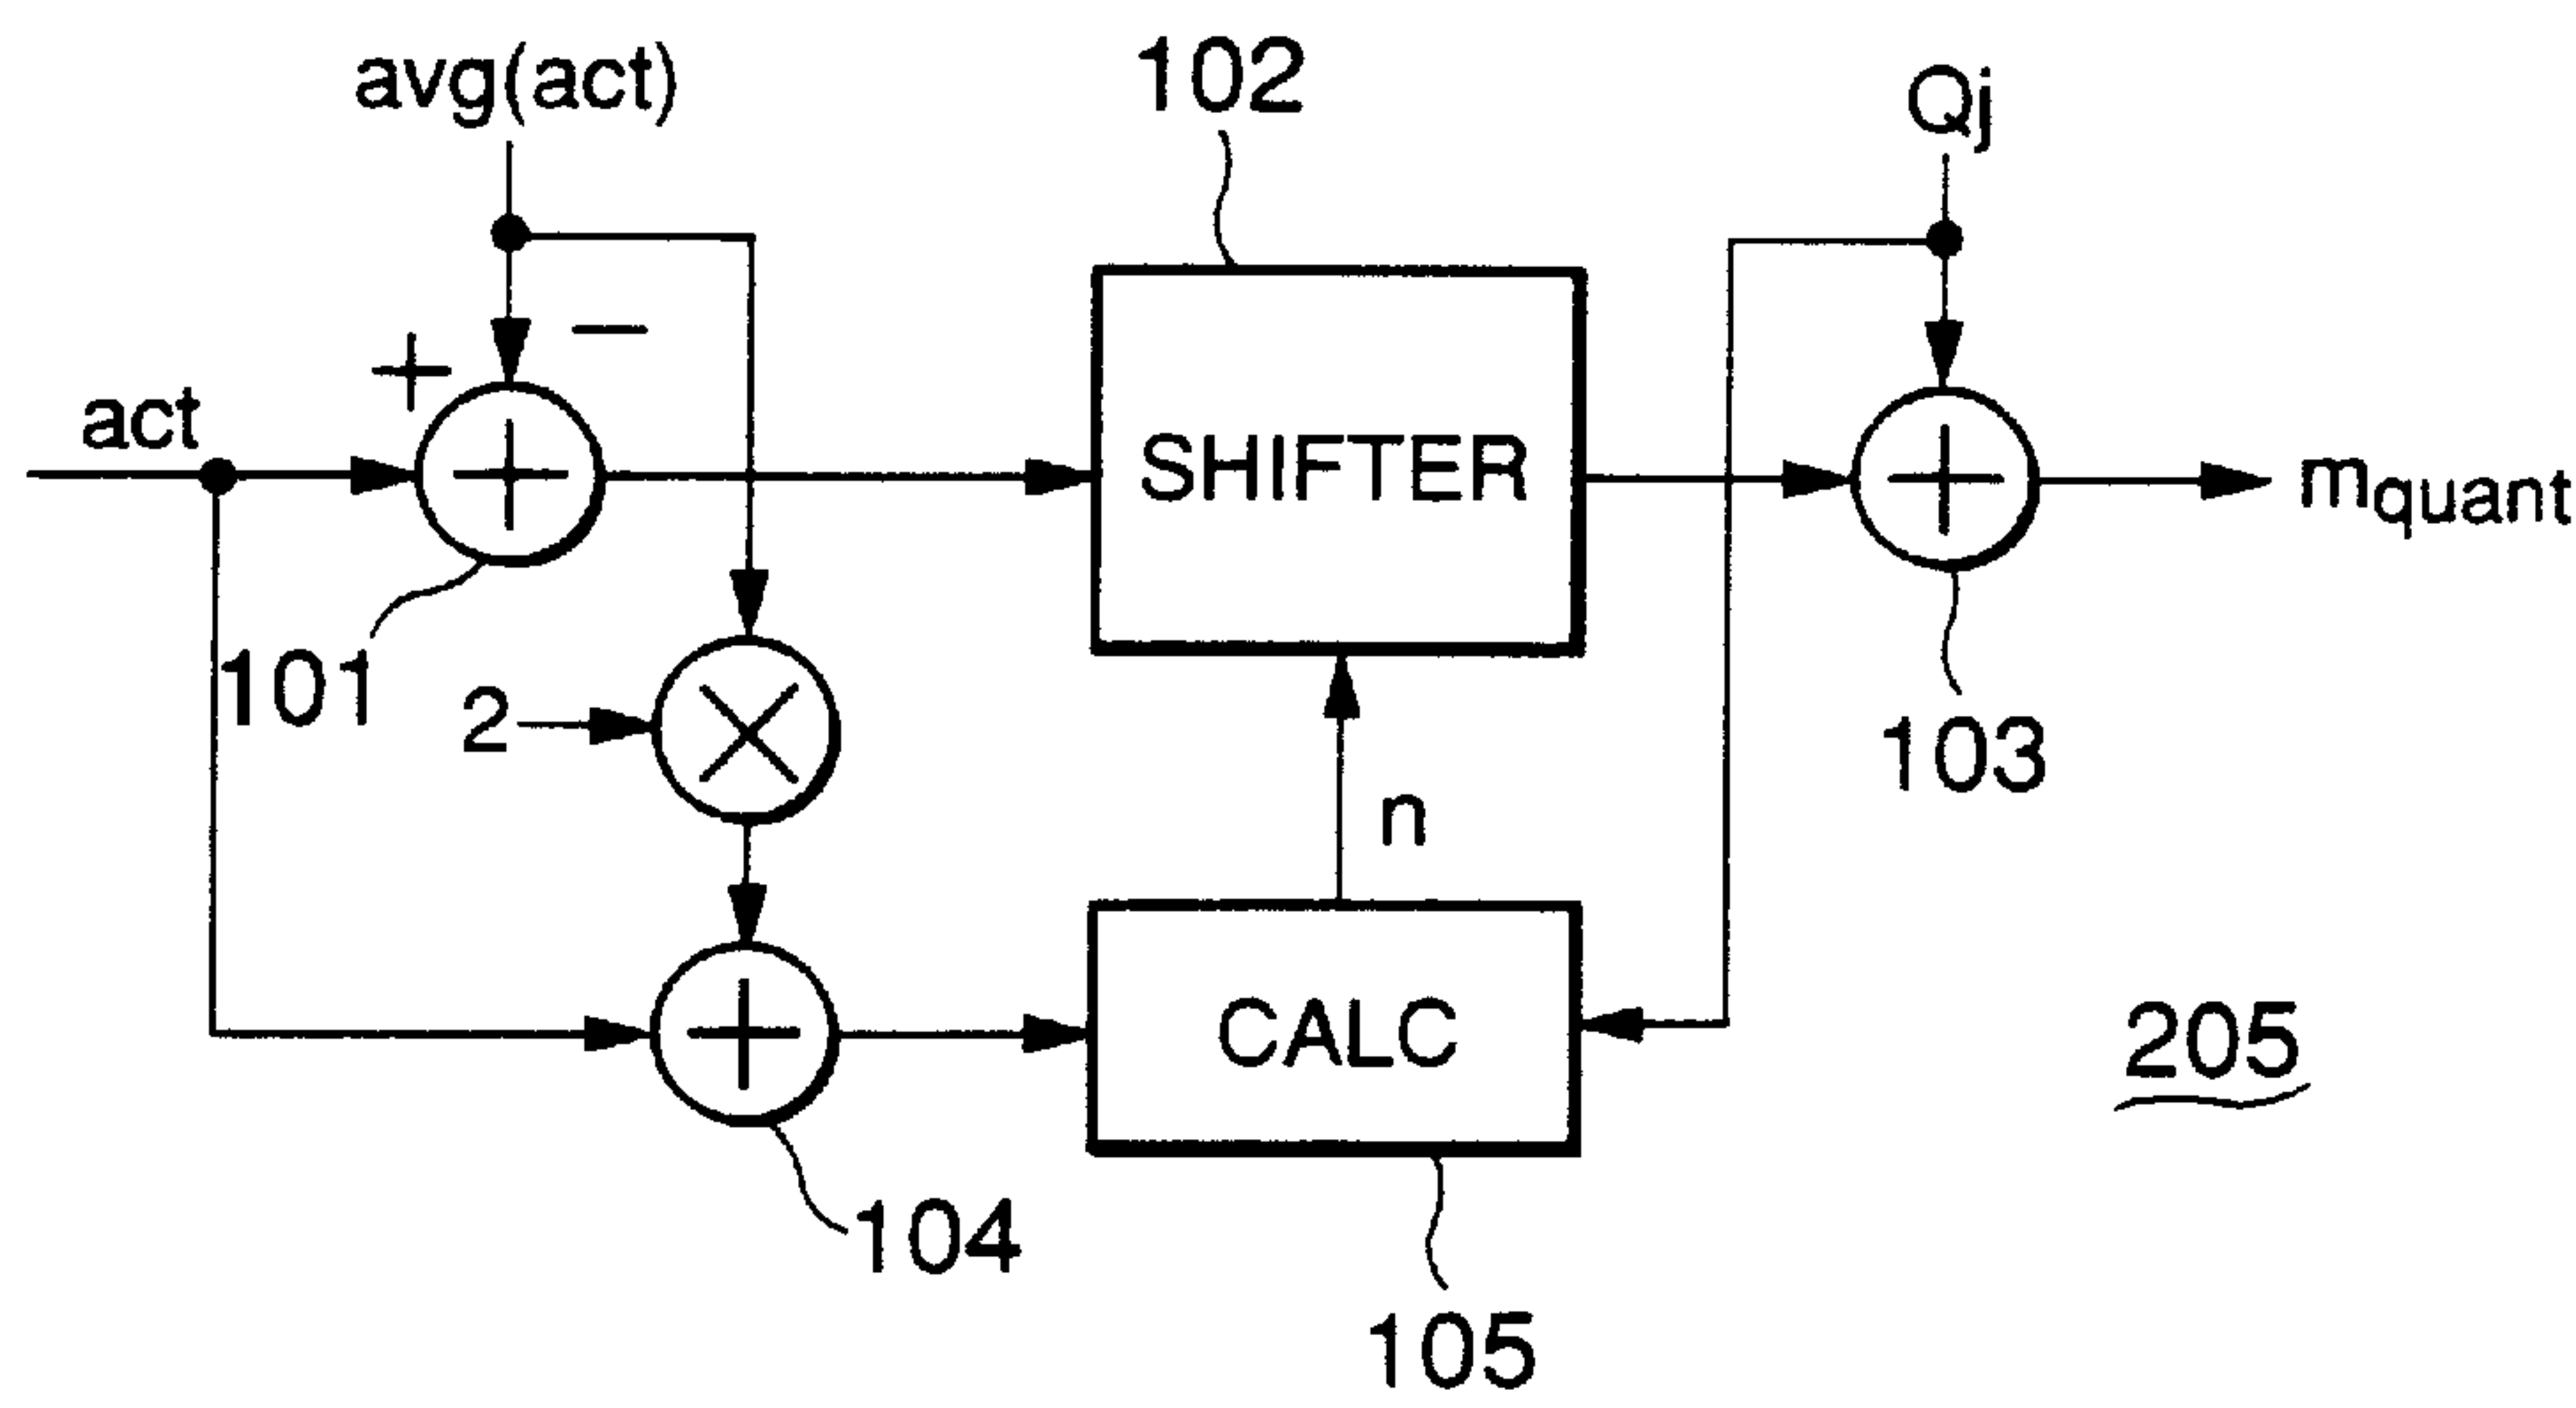 avg(act)
102
Qj
+
−
act
SHIFTER
mquant
101
2
103
n
CALC
205
104
105